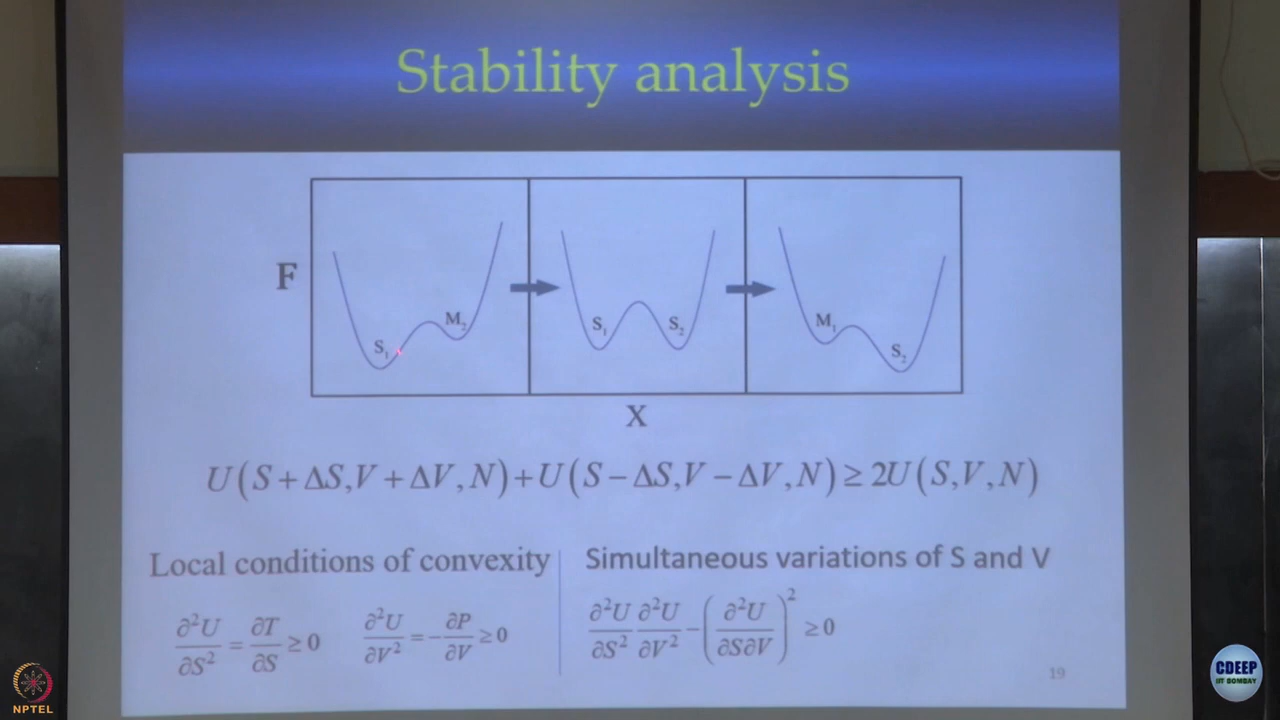 Stability analysis
F
S₁ M₂ S₁ S₂ M₁ S₂
X
U(S+ΔS,V+ΔV,N)+U(S−ΔS,V−ΔV,N)≥2U(S,V,N)
Local conditions of convexity
∂²U/∂S² = ∂T/∂S ≥0 ∂²U/∂V² = −∂P/∂V ≥0
Simultaneous variations of S and V
∂²U/∂S² ∂²U/∂V² − (∂²U/∂S∂V)² ≥0
19
NPTEL
CDEEP
IIT BOMBAY